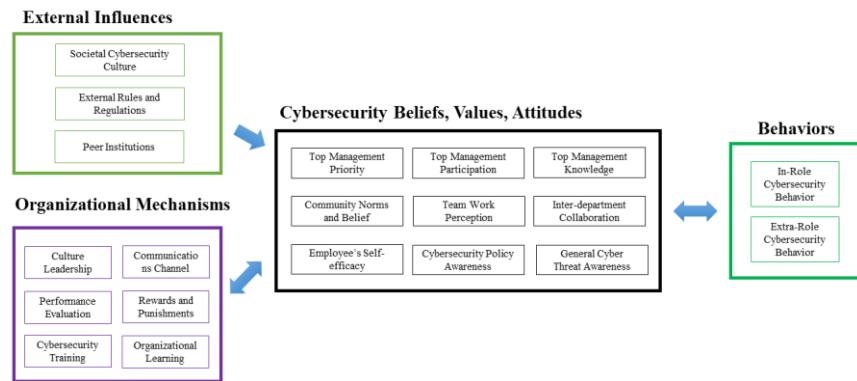 External Influences
Societal Cybersecurity
Culture
External Rules and
Regulations
Peer Institutions
Organizational Mechanisms
Culture
Leadership
Communicatio
ns Channel
Performance
Evaluation
Rewards and
Punishments
Cybersecurity
Training
Organizational
Learning
Cybersecurity Beliefs, Values, Attitudes
Top Management
Priority
Top Management
Participation
Top Management
Knowledge
Community Norms
and Belief
Team Work
Perception
Inter-department
Collaboration
Employee's Self-
efficacy
Cybersecurity Policy
Awareness
General Cyber
Threat Awareness
Behaviors
In-Role
Cybersecurity
Behavior
Extra-Role
Cybersecurity
Behavior